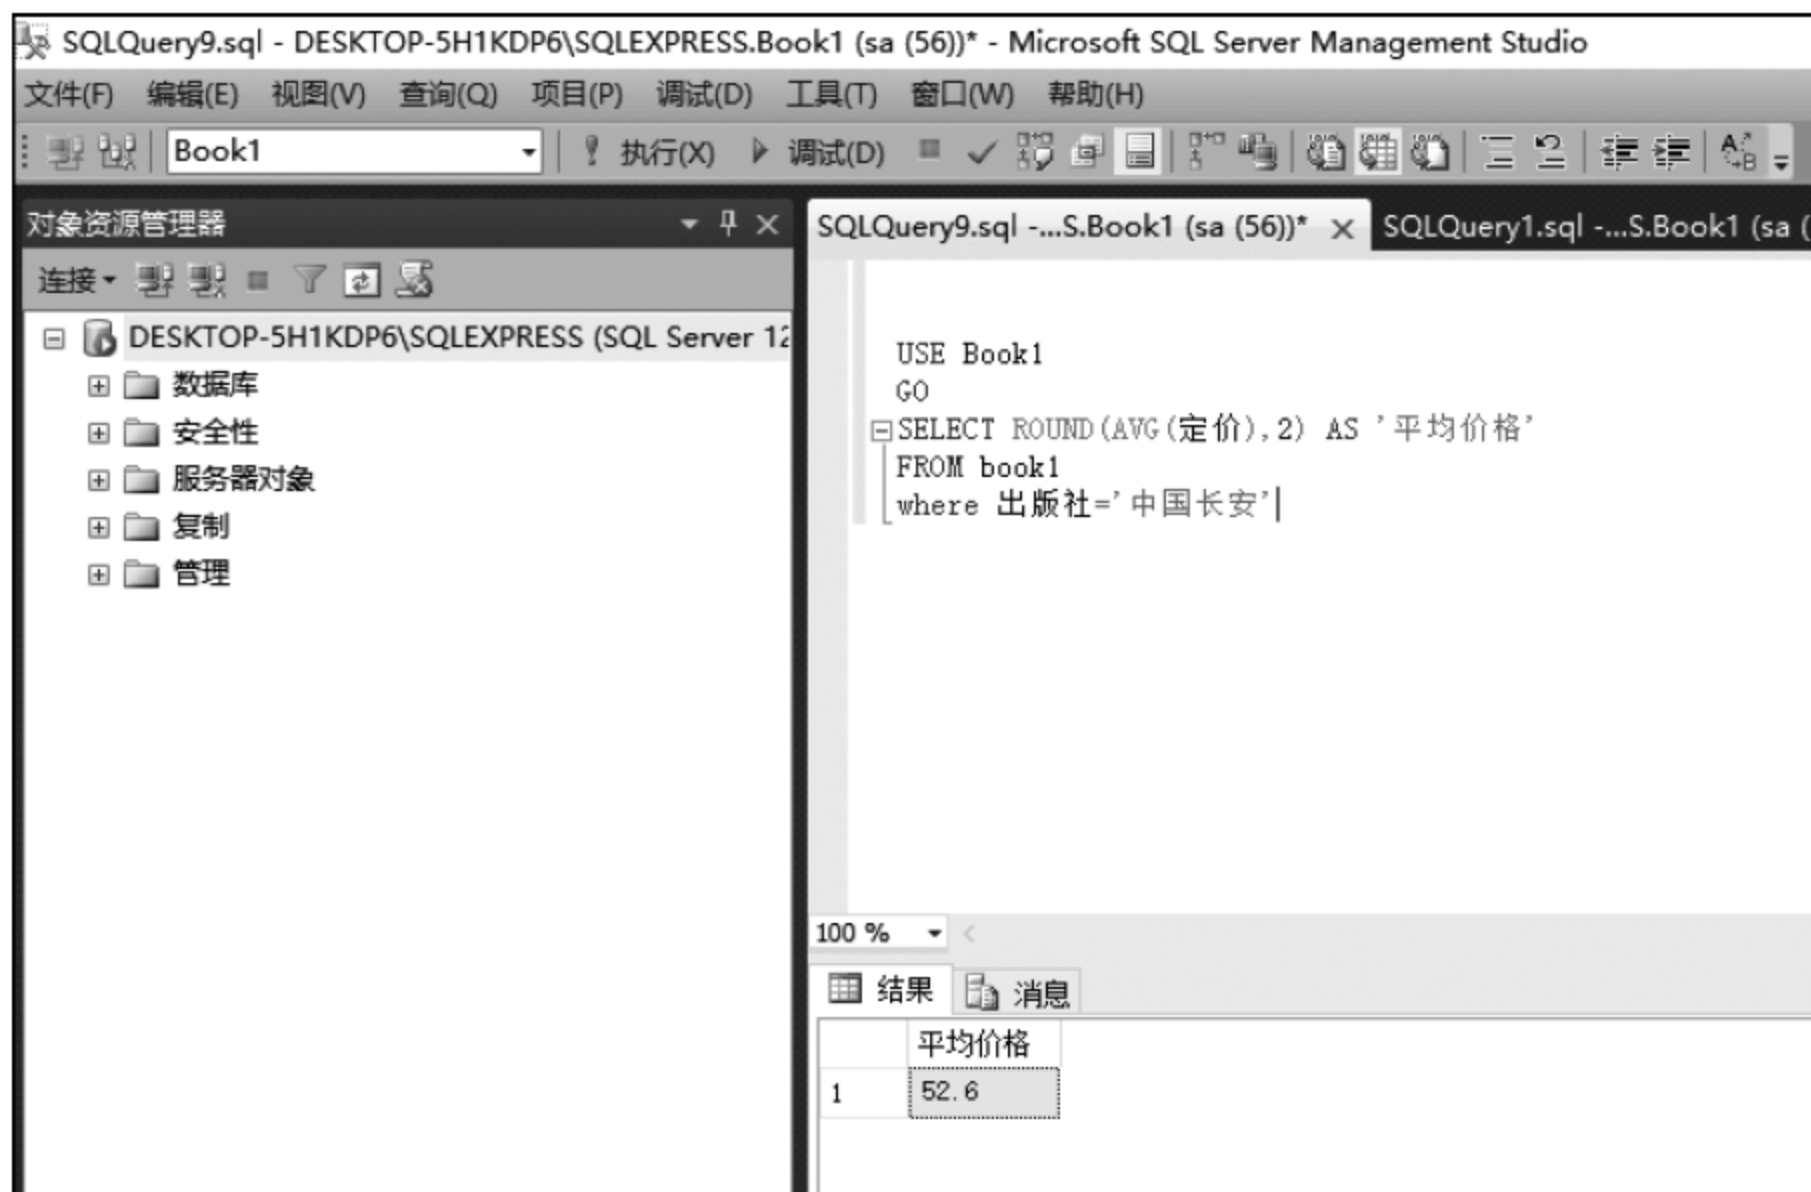 SQLQuery9.sql - DESKTOP-5H1KDP6\SQLEXPRESS.Book1 (sa (56))* - Microsoft SQL Server Management Studio
文件(F) 编辑(E) 视图(V) 查询(Q) 项目(P) 调试(D) 工具(T) 窗口(W) 帮助(H)
Book1 执行(X) 调试(D)
对象资源管理器
连接
DESKTOP-5H1KDP6\SQLEXPRESS (SQL Server 12
数据库
安全性
服务器对象
复制
管理
SQLQuery9.sql -...S.Book1 (sa (56))* SQLQuery1.sql -...S.Book1 (sa (
USE Book1
GO
SELECT ROUND(AVG(定价),2) AS '平均价格'
FROM book1
where 出版社='中国长安'
100 %
结果 消息
平均价格
1 52.6